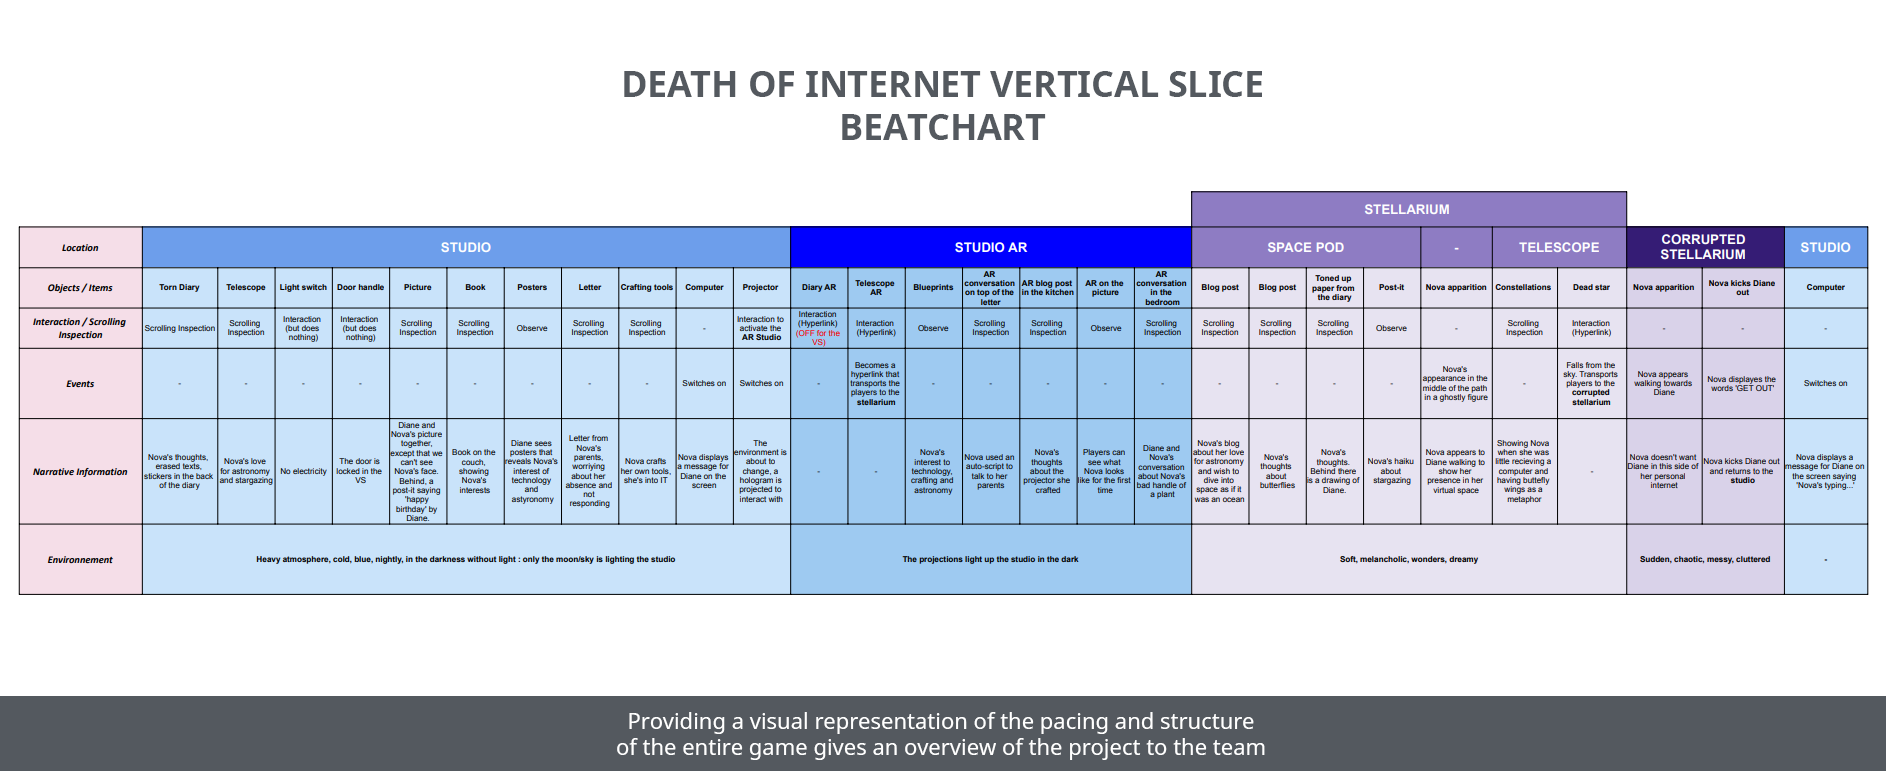 DEATH OF INTERNET VERTICAL SLICE
BEATCHART
STELLARIUM
Location
STUDIO
STUDIO AR
SPACE POD
-
TELESCOPE
CORRUPTED
STELLARIUM
STUDIO
Objects / Items
Torn Diary
Telescope
Light switch
Door handle
Picture
Book
Posters
Letter
Crafting tools
Computer
Projector
Diary AR
Telescope
AR
Blueprints
AR
conversation
on top of the
letter
AR blog post
in the kitchen
AR on the
picture
AR
conversation
in the
bedroom
Blog post
Blog post
Toned up
paper from
the diary
Post-it
Nova apparition
Constellations
Dead star
Nova apparition
Nova kicks Diane
out
Computer
Interaction / Scrolling
Inspection
Scrolling Inspection
Scrolling
Inspection
Interaction
(but does
nothing)
Interaction
(but does
nothing)
Scrolling
Inspection
Scrolling
Inspection
Observe
Scrolling
Inspection
Scrolling
Inspection
-
Interaction to
activate the
AR Studio
Interaction
(Hyperlink)
(OFF for the
VS)
Interaction
(Hyperlink)
Observe
Scrolling
Inspection
Scrolling
Inspection
Observe
Scrolling
Inspection
Scrolling
Inspection
Scrolling
Inspection
Scrolling
Inspection
Observe
-
Scrolling
Inspection
Interaction
(Hyperlink)
-
-
-
Events
-
-
-
-
-
-
-
-
-
Switches on
Switches on
-
Becomes a
hyperlink that
transports the
players to the
stellarium
-
-
-
-
-
-
-
-
-
Nova's
appearance in the
middle of the path
in a ghostly figure
-
Falls from the
sky. Transports
players to the
corrupted
stellarium
Nova appears
walking towards
Diane
Nova displayes the
words 'GET OUT'
Switches on
Narrative Information
Nova's thoughts,
erased texts,
stickers in the back
of the diary
Nova's love
for astronomy
and stargazing
No electricity
The door is
locked in the
VS
Diane and
Nova's picture
together,
except that we
can't see
Nova's face.
Behind, a
post-it saying
'happy
birthday' by
Diane.
Book on the
couch,
showing
Nova's
interests
Diane sees
posters that
reveals Nova's
interest of
technology
and
astyronomy
Letter from
Nova's
parents,
worriying
about her
absence and
not
responding
Nova crafts
her own tools,
she's into IT
Nova displays
a message for
Diane on the
screen
The
environment is
about to
change, a
hologram is
projected to
interact with
-
-
Nova's
interest to
technology,
crafting and
astronomy
Nova used an
auto-script to
talk to her
parents
Nova's
thoughts
about the
projector she
crafted
Players can
see what
Nova looks
like for the first
time
Diane and
Nova's
conversation
about Nova's
bad handle of
a plant
Nova's blog
about her love
for astronomy
and wish to
dive into
space as if it
was an ocean
Nova's
thoughts
about
butterflies
Nova's
thoughts.
Behind there
is a drawing of
Diane.
Nova's haiku
about
stargazing
Nova appears to
Diane walking to
show her
presence in her
virtual space
Showing Nova
when she was
little recieving a
computer and
having buttefly
wings as a
metaphor
-
Nova doesn't want
Diane in this side of
her personal
internet
Nova kicks Diane out
and returns to the
studio
Nova displays a
message for Diane on
the screen saying
'Nova's typing...'
Environnement
Heavy atmosphere, cold, blue, nightly, in the darkness without light : only the moon/sky is lighting the studio
The projections light up the studio in the dark
Soft, melancholic, wonders, dreamy
Sudden, chaotic, messy, cluttered
-
Providing a visual representation of the pacing and structure
of the entire game gives an overview of the project to the team